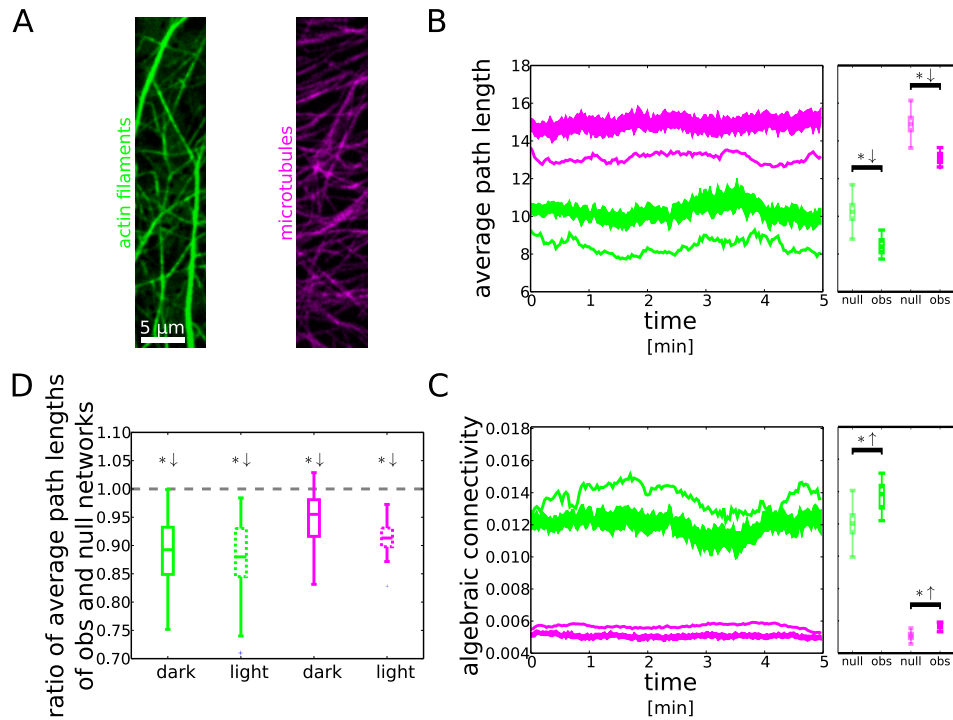 A
actin filaments
5 µm
microtubules
B
average path length
18
16
14
12
10
8
6
0 1 2 3 4 5
time
[min]
* ↓
* ↓
null obs null obs
D
ratio of average path lengths
of obs and null networks
1.10
1.05
1.00
0.95
0.90
0.85
0.80
0.75
0.70
* ↓ * ↓ * ↓ * ↓
dark light dark light
C
algebraic connectivity
0.018
0.016
0.014
0.012
0.010
0.008
0.006
0.004
0 1 2 3 4 5
time
[min]
* ↑
* ↑
null obs null obs